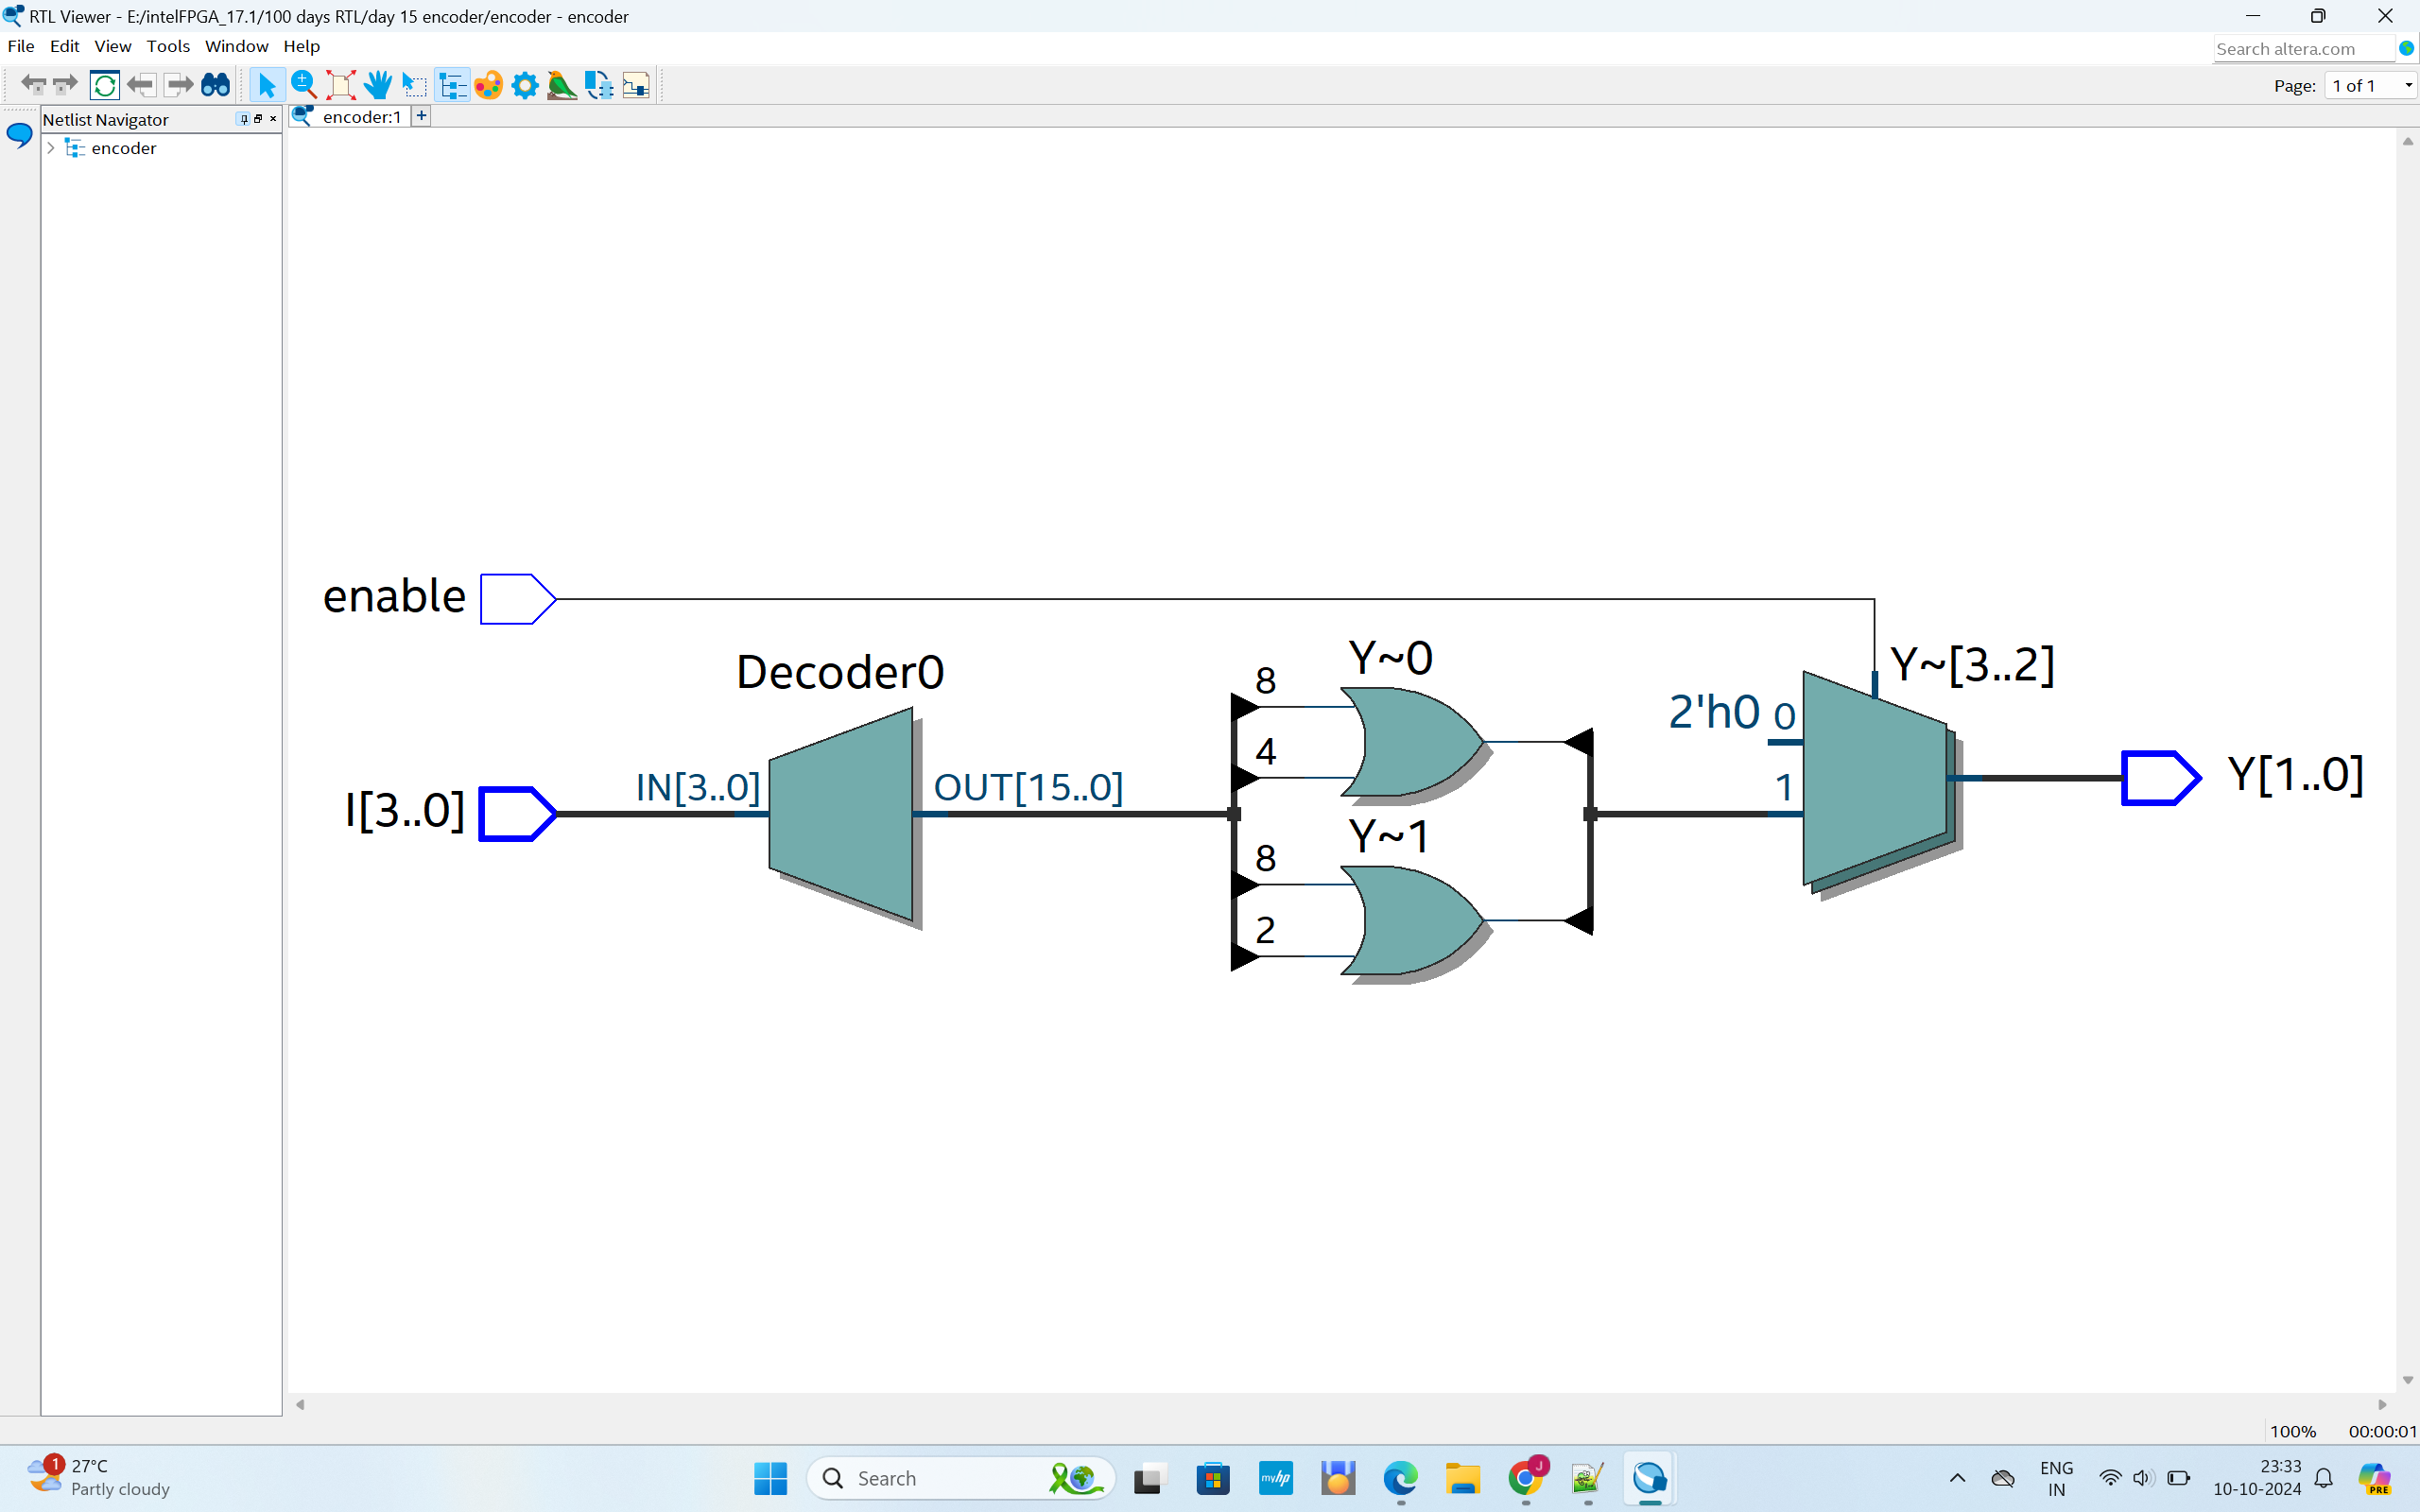 RTL Viewer - E:/intelFPGA_17.1/100 days RTL/day 15 encoder/encoder - encoder
File Edit View Tools Window Help
Search altera.com
Page: 1 of 1
Netlist Navigator
encoder:1 +
encoder
enable
Decoder0
Y~0
Y~[3..2]
8
2'h0 0
4
I[3..0]
IN[3..0]
OUT[15..0]
1
Y[1..0]
Y~1
8
2
100% 00:00:01
1
27°C
Partly cloudy
Search
myhp
J
ENG
IN
23:33
10-10-2024
PRE